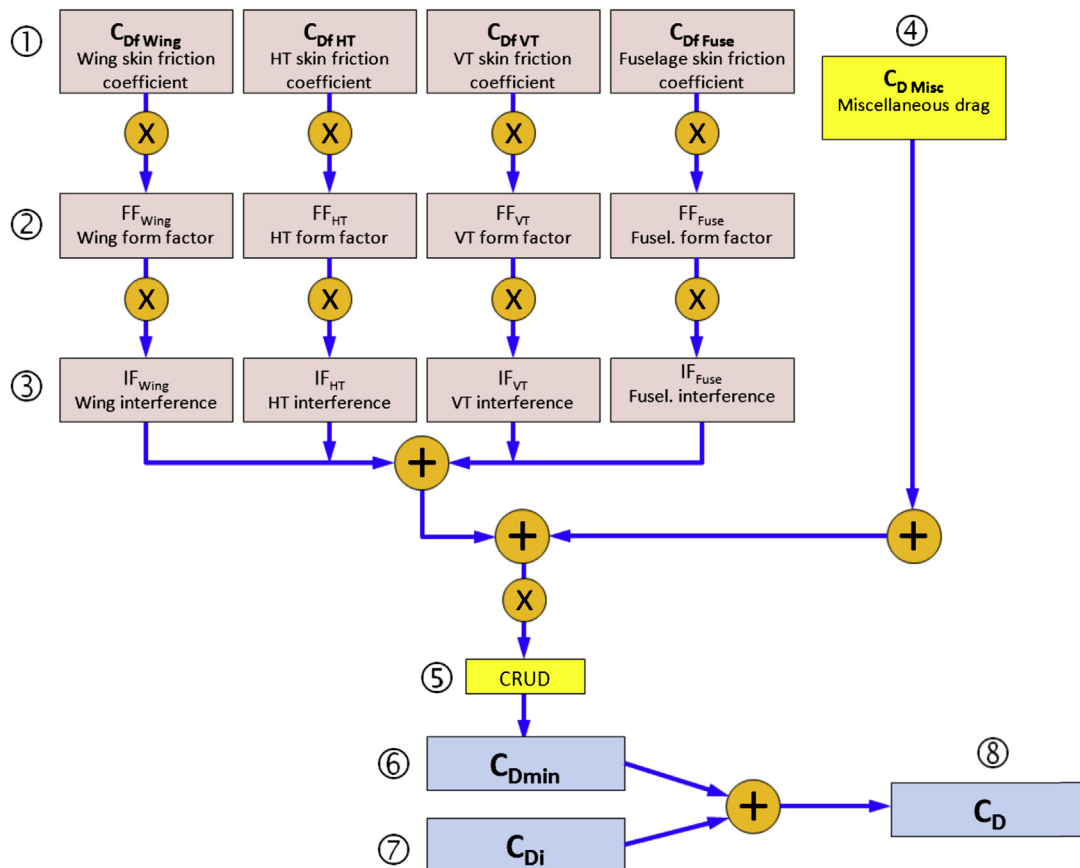 ①
C_Df Wing
Wing skin friction
coefficient
C_Df HT
HT skin friction
coefficient
C_Df VT
VT skin friction
coefficient
C_Df Fuse
Fuselage skin friction
coefficient
④
C_D Misc
Miscellaneous drag
X
X
X
X
②
FF_Wing
Wing form factor
FF_HT
HT form factor
FF_VT
VT form factor
FF_Fuse
Fusel. form factor
X
X
X
X
③
IF_Wing
Wing interference
IF_HT
HT interference
IF_VT
VT interference
IF_Fuse
Fusel. interference
+
+
+
X
⑤
CRUD
⑥
C_Dmin
⑧
+
C_D
⑦
C_Di